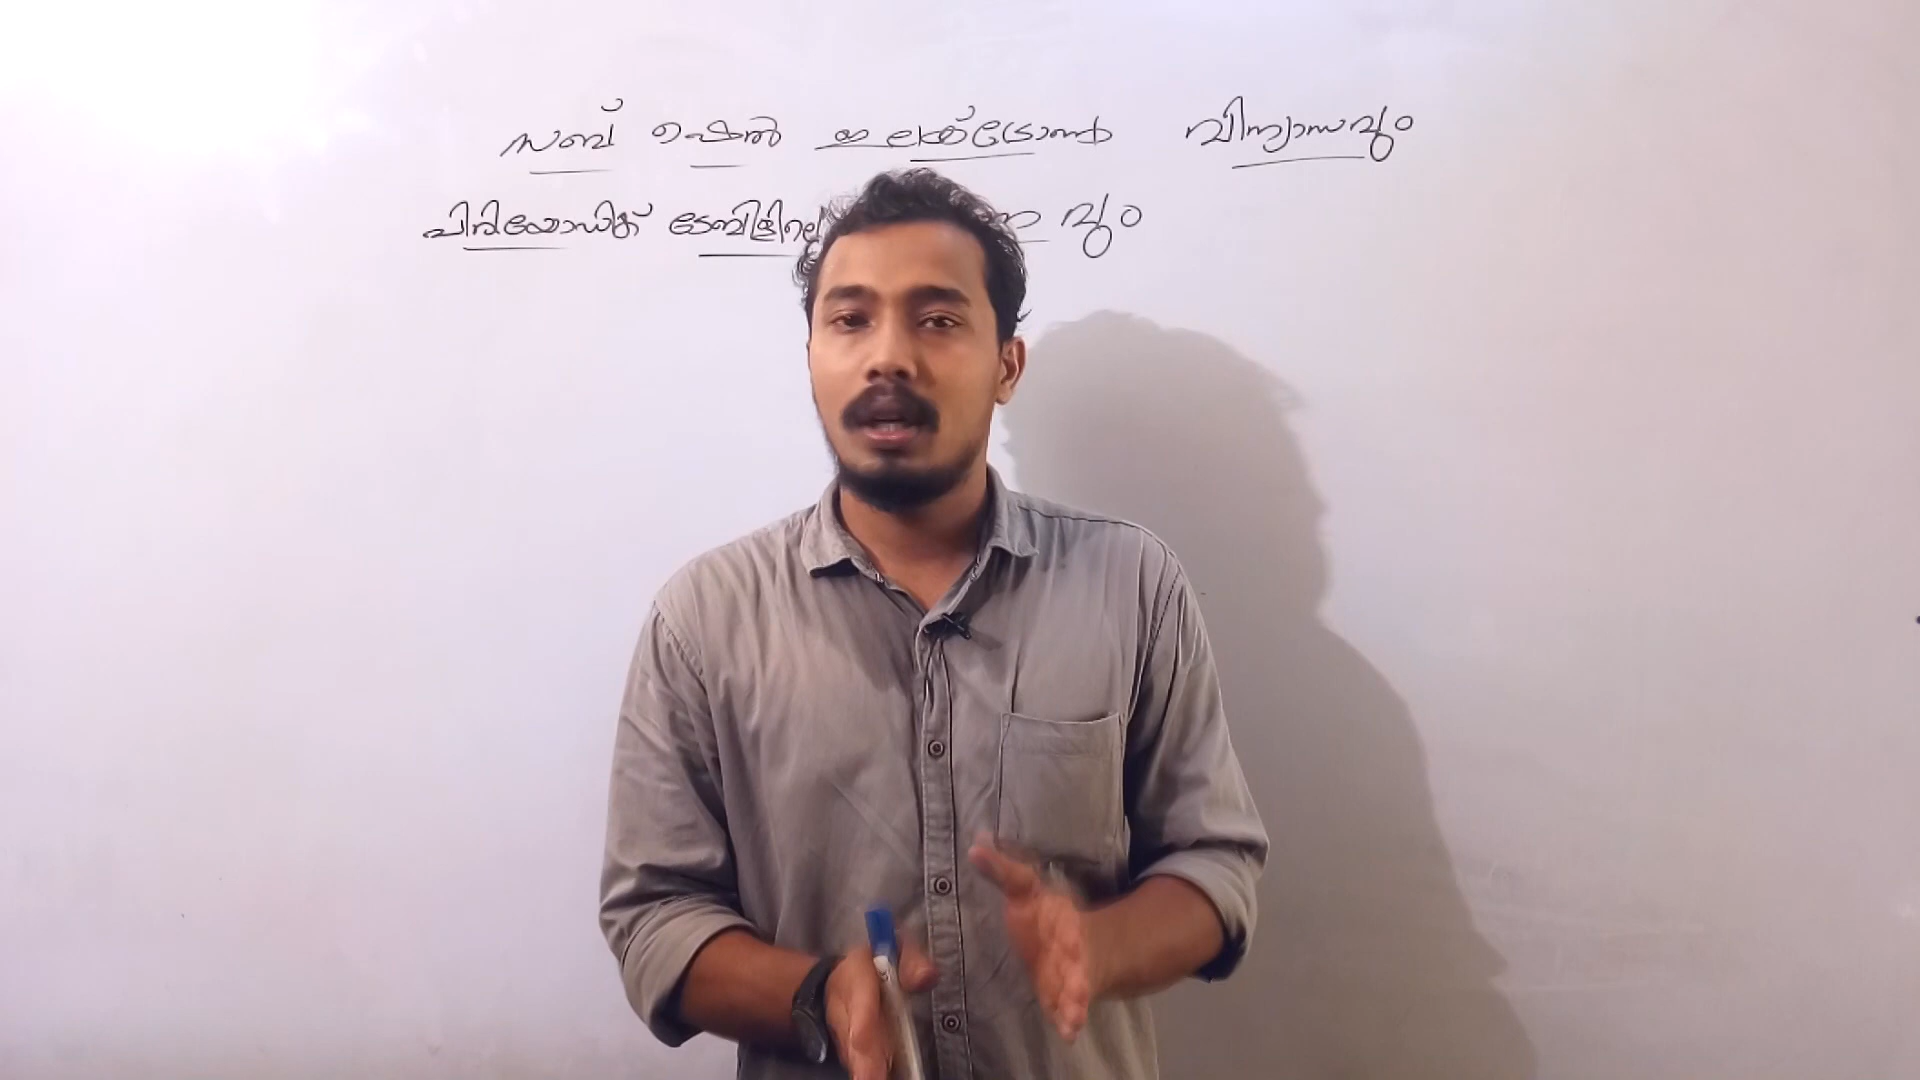 സബ് ഷെൽ ഇലക്ട്രോൺ വിന്യാസവും
പിരിയോഡിക് ടേബിളിലെ വും